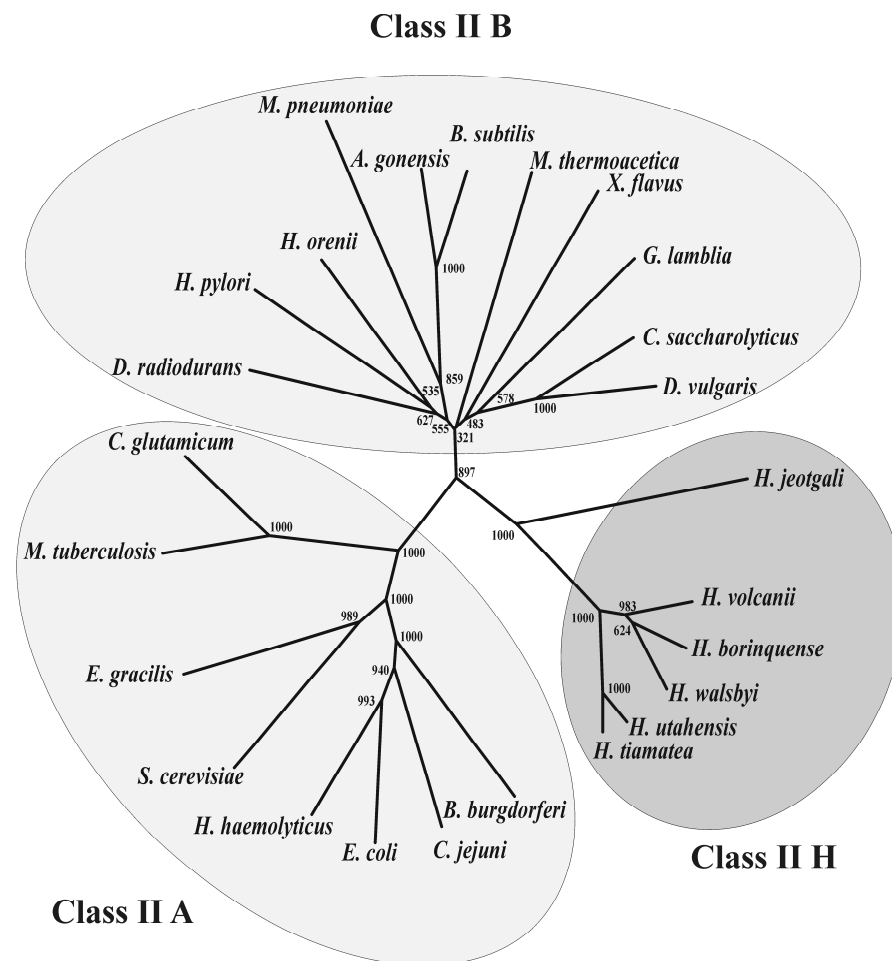 Class II B
M. pneumoniae
B. subtilis
A. gonensis
M. thermoacetica
X. flavus
H. orenii
G. lamblia
1000
H. pylori
C. saccharolyticus
D. radiodurans
859
535
D. vulgaris
578
1000
627
555
483
321
C. glutamicum
897
H. jeotgali
1000
1000
M. tuberculosis
1000
1000
H. volcanii
983
989
1000
624
1000
H. borinquense
E. gracilis
940
1000
H. walsbyi
993
H. utahensis
H. tiamatea
S. cerevisiae
B. burgdorferi
H. haemolyticus
E. coli
C. jejuni
Class II H
Class II A